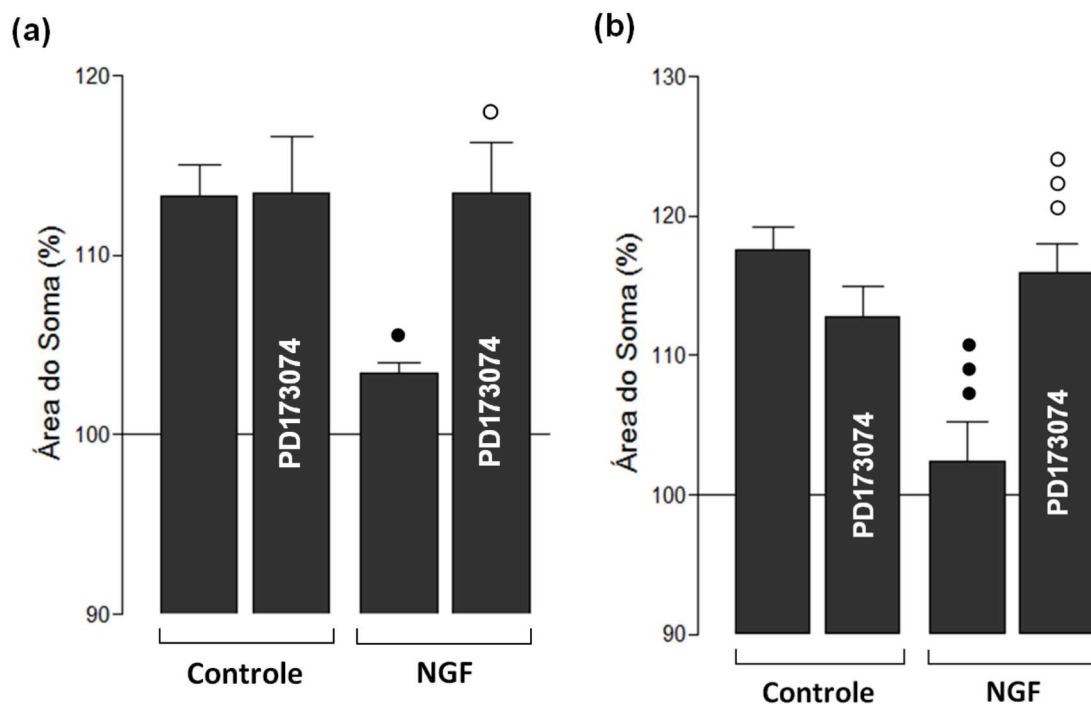 (a)
120
110
100
90
Área do Soma (%)
PD173074
PD173074
Controle
NGF
(b)
130
120
110
100
90
Área do Soma (%)
PD173074
PD173074
Controle
NGF